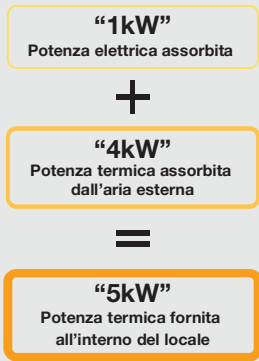 “1kW”
Potenza elettrica assorbita
+
“4kW”
Potenza termica assorbita
dall’aria esterna
=
“5kW”
Potenza termica fornita
all’interno del locale